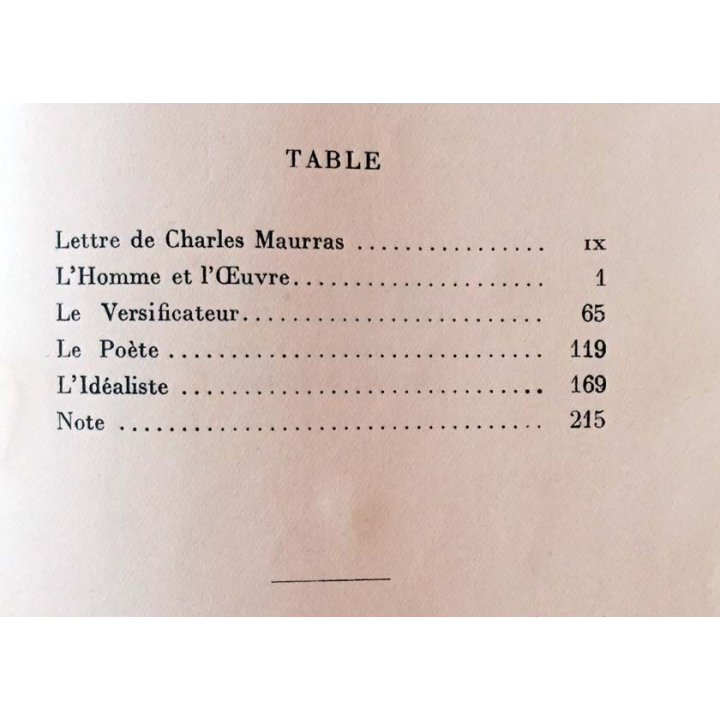 TABLE
Lettre de Charles Maurras ................ IX
L'Homme et l'Œuvre...................... 1
Le Versificateur.......................... 65
Le Poète ................................ 119
L'Idéaliste ............................... 169
Note .................................... 215